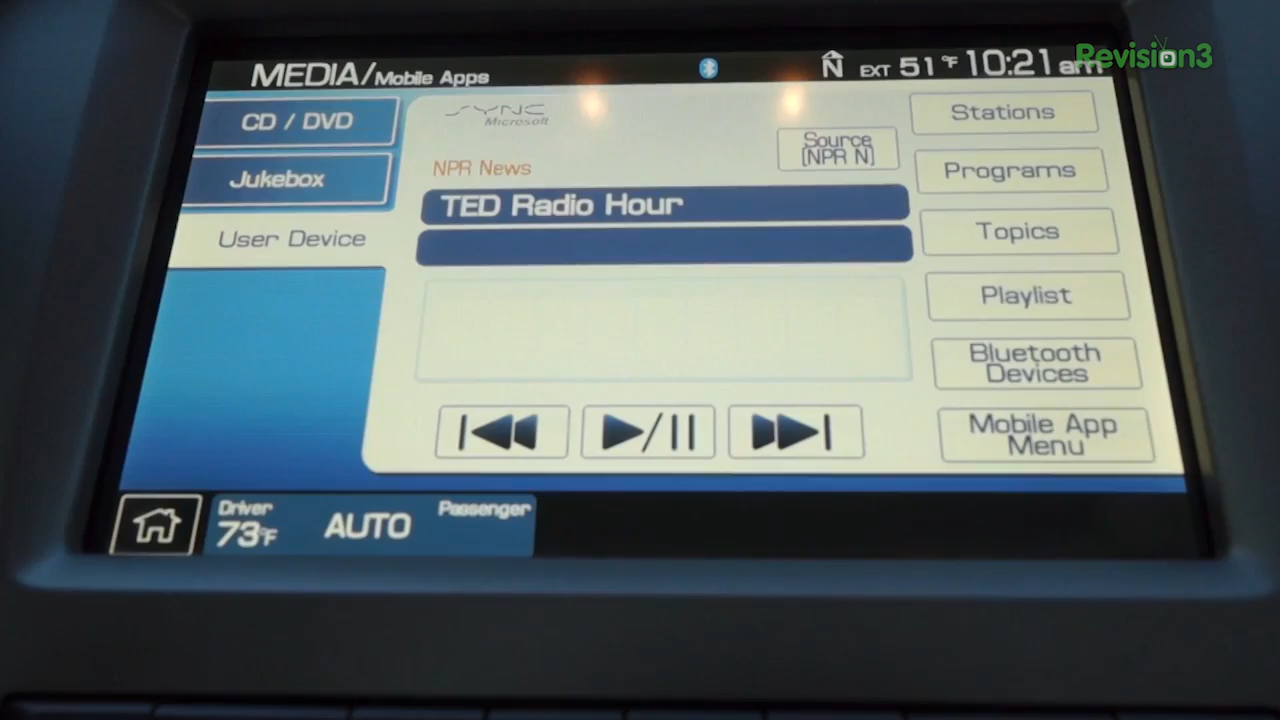 MEDIA/Mobile Apps
N EXT 51°F 10:21 am
Revision3
CD / DVD
Jukebox
User Device
SYNC
Microsoft
NPR News
Source
[NPR N]
TED Radio Hour
Stations
Programs
Topics
Playlist
Bluetooth
Devices
Mobile App
Menu
Driver
73°F
AUTO
Passenger